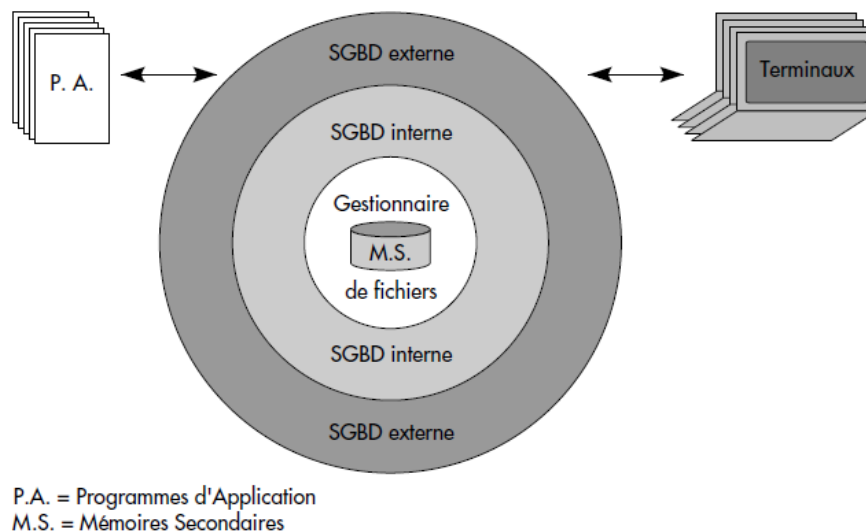 SGBD externe
P. A.
Terminaux
SGBD interne
Gestionnaire
M.S.
de fichiers
SGBD interne
SGBD externe
P.A. = Programmes d'Application
M.S. = Mémoires Secondaires